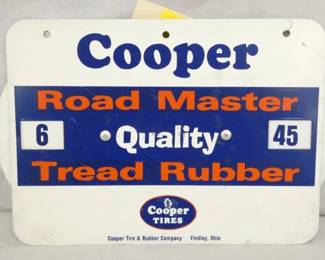 Cooper
Road Master
6 Quality 45
Tread Rubber
Cooper
TIRES
Cooper Tire & Rubber Company Findlay, Ohio